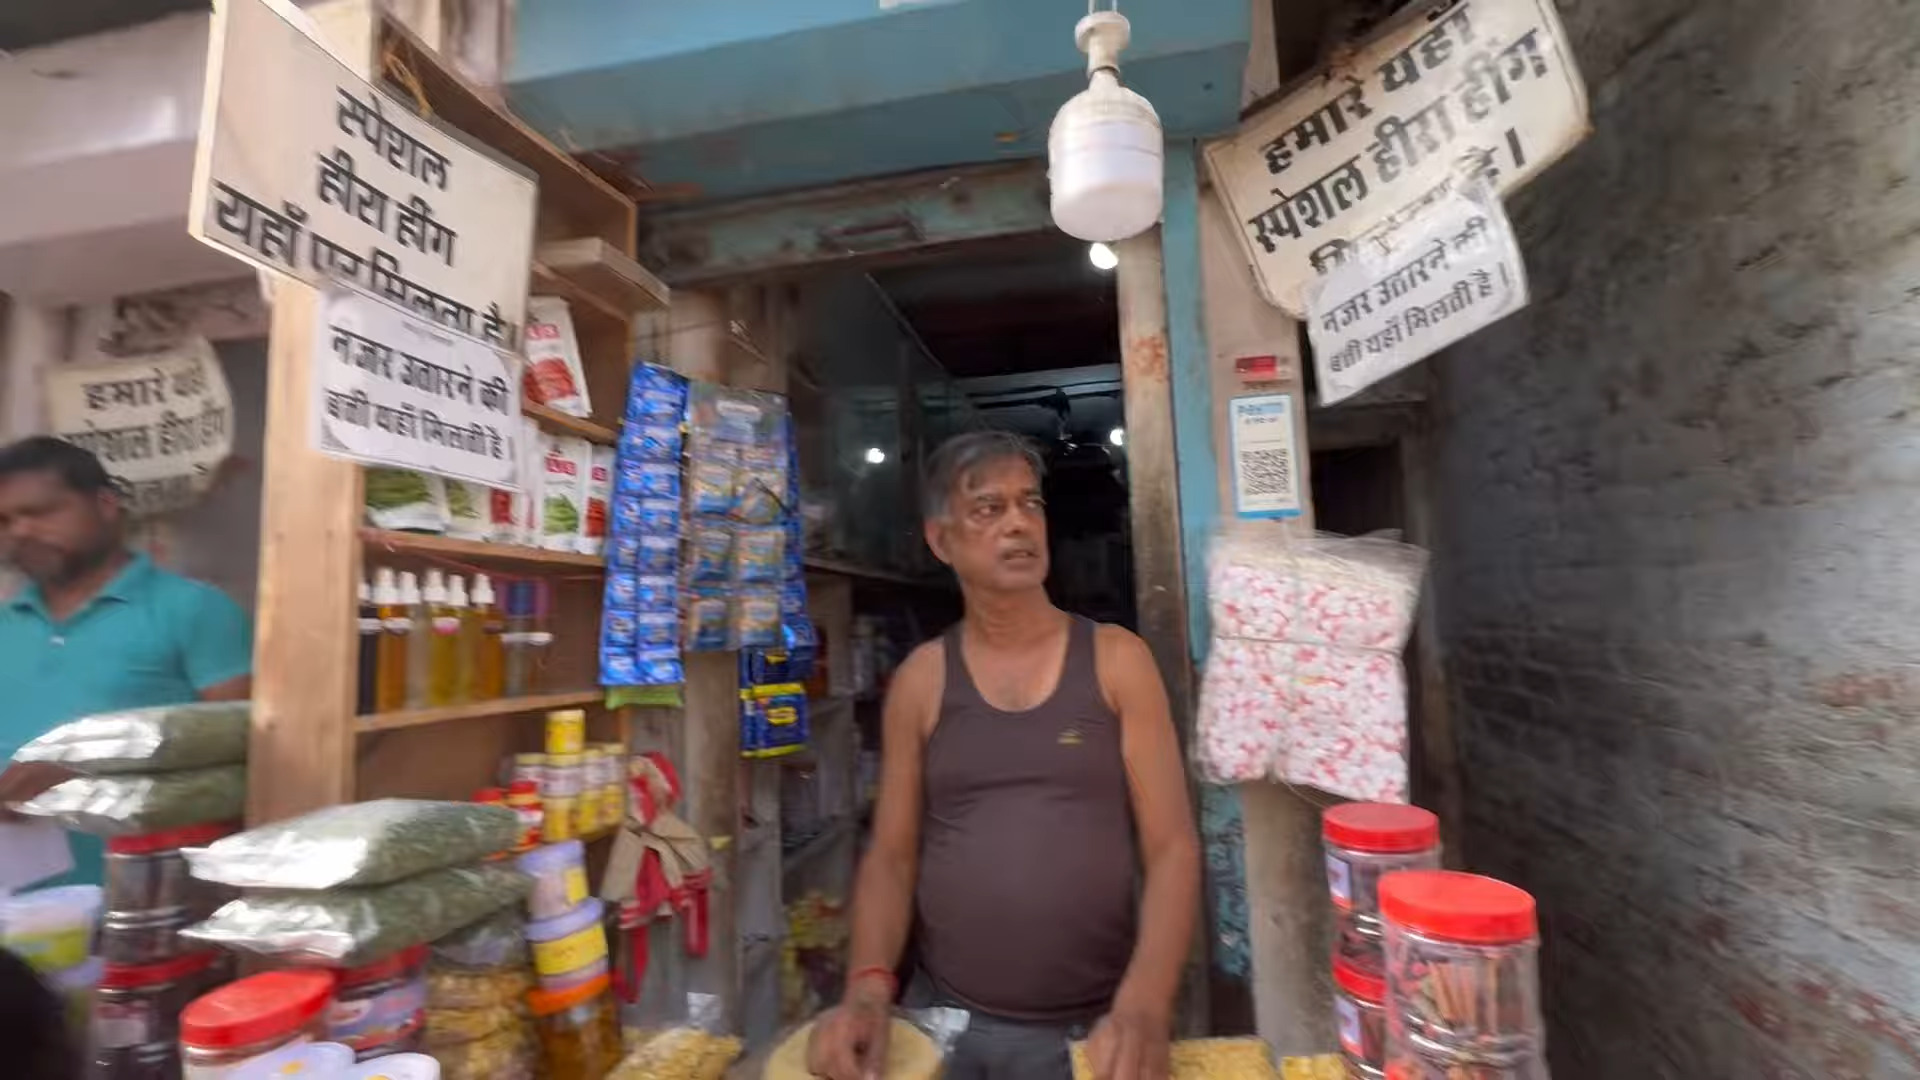 स्पेशल
हीरा हींग
यहाँ पर मिलता है
नजर उतारने की
बत्ती यहाँ मिलती है।
हमारे यहाँ
स्पेशल हीरा हींग
हमारे यहाँ
स्पेशल हीरा हींग
है।
नजर उतारने की
बत्ती यहाँ मिलती है।